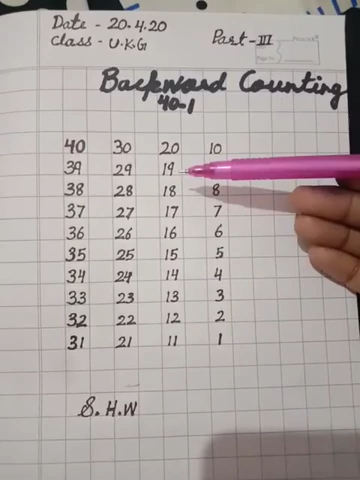 Date - 20.4.20
Class - U.K.G
Part - III
Backward Counting
40-1
40 30 20 10
39 29 19
38 28 18 8
37 27 17 7
36 26 16 6
35 25 15 5
34 24 14 4
33 23 13 3
32 22 12 2
31 21 11 1
S. H.W